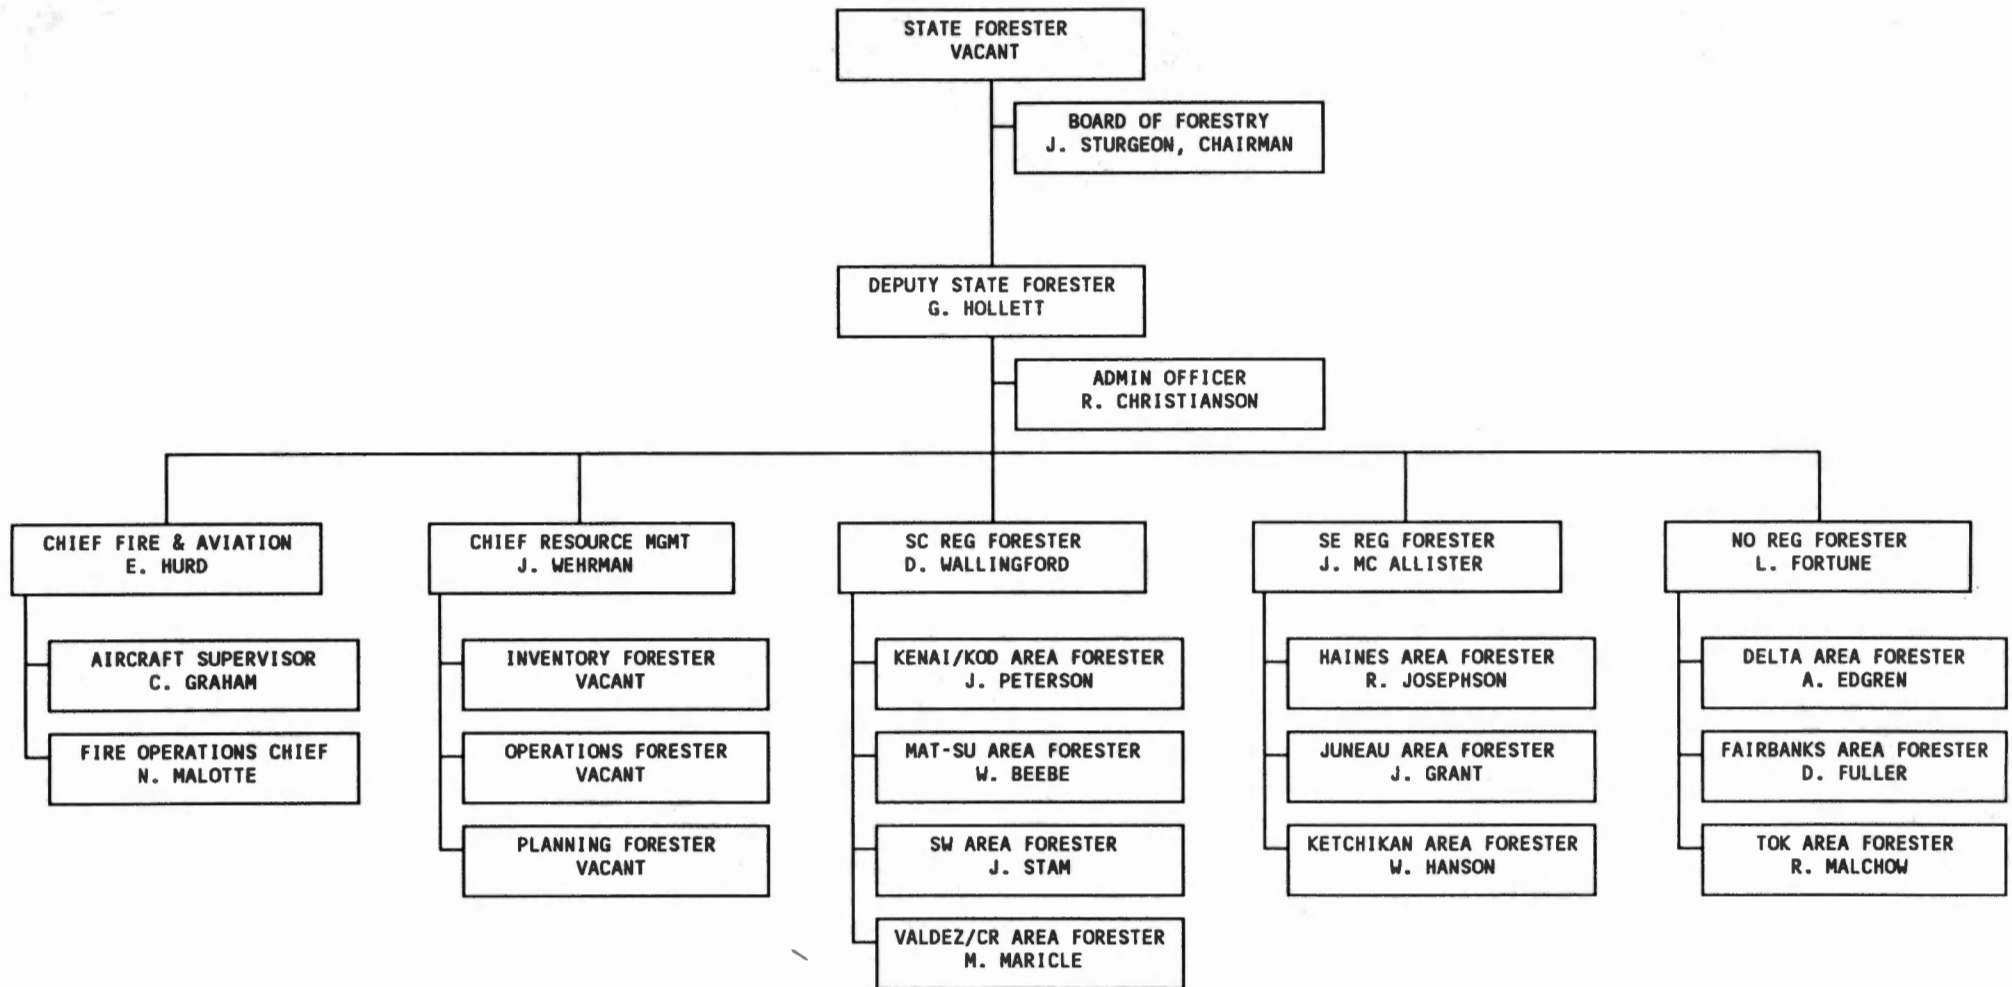 STATE FORESTER
VACANT
BOARD OF FORESTRY
J. STURGEON, CHAIRMAN
DEPUTY STATE FORESTER
G. HOLLETT
ADMIN OFFICER
R. CHRISTIANSON
CHIEF FIRE & AVIATION
E. HURD
AIRCRAFT SUPERVISOR
C. GRAHAM
FIRE OPERATIONS CHIEF
N. MALOTTE
CHIEF RESOURCE MGMT
J. WEHRMAN
INVENTORY FORESTER
VACANT
OPERATIONS FORESTER
VACANT
PLANNING FORESTER
VACANT
SC REG FORESTER
D. WALLINGFORD
KENAI/KOD AREA FORESTER
J. PETERSON
MAT-SU AREA FORESTER
W. BEEBE
SW AREA FORESTER
J. STAM
VALDEZ/CR AREA FORESTER
M. MARICLE
SE REG FORESTER
J. MC ALLISTER
HAINES AREA FORESTER
R. JOSEPHSON
JUNEAU AREA FORESTER
J. GRANT
KETCHIKAN AREA FORESTER
W. HANSON
NO REG FORESTER
L. FORTUNE
DELTA AREA FORESTER
A. EDGREN
FAIRBANKS AREA FORESTER
D. FULLER
TOK AREA FORESTER
R. MALCHOW